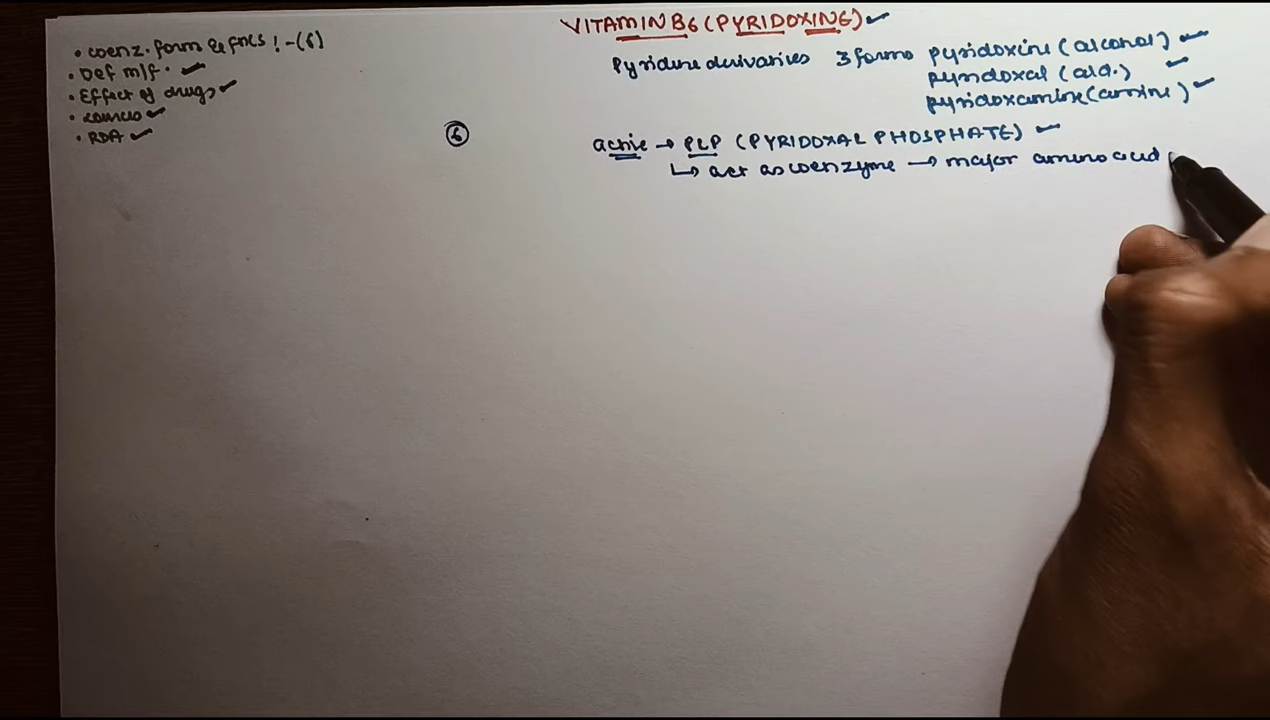 VITAMIN B6 (PYRIDOXINE) ✓
• coenz. form & fncs :-(6)
• Def m/f. ✓
• Effect of drugs ✓
• sources ✓
• RDA ✓
Pyridine derivatives 3 forms pyridoxine (alcohol) ✓
pyridoxal (ald.) ✓
pyridoxamine (amine) ✓
6
active → PLP (PYRIDOXAL PHOSPHATE) ✓
↳ act as coenzyme → major amino acid